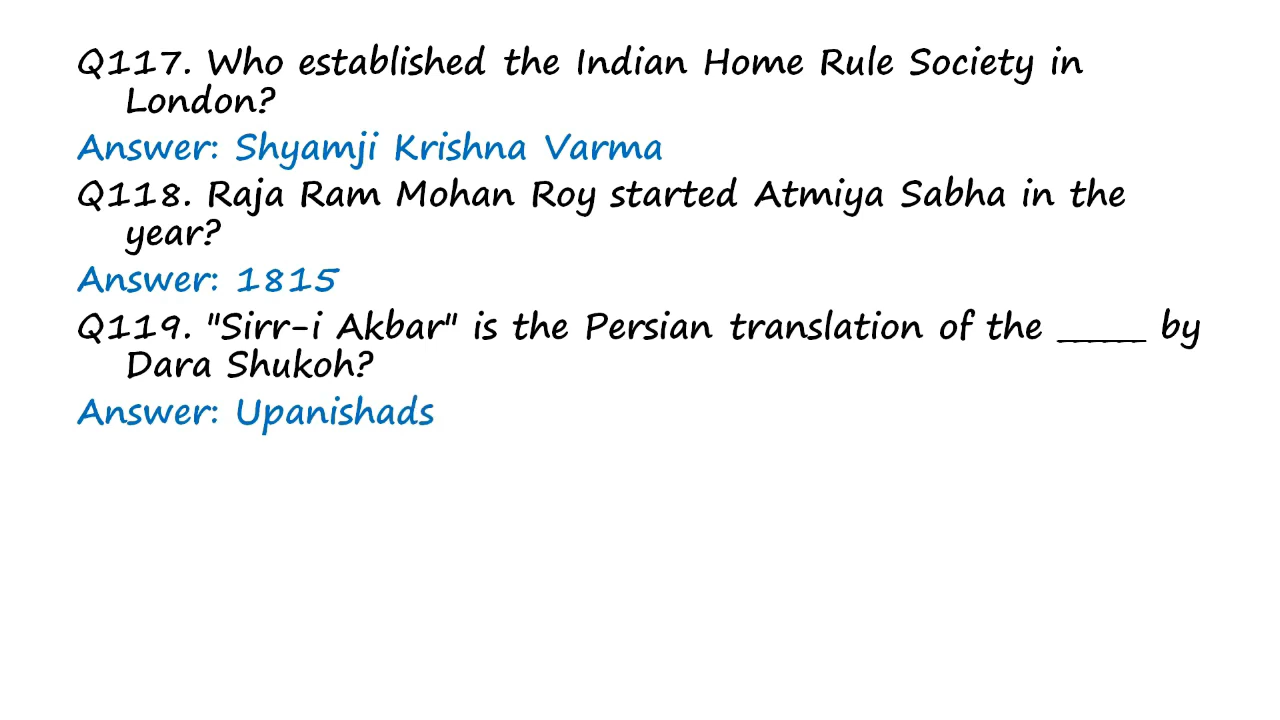 Q117. Who established the Indian Home Rule Society in
London?
Answer: Shyamji Krishna Varma
Q118. Raja Ram Mohan Roy started Atmiya Sabha in the
year?
Answer: 1815
Q119. "Sirr-i Akbar" is the Persian translation of the ______ by
Dara Shukoh?
Answer: Upanishads